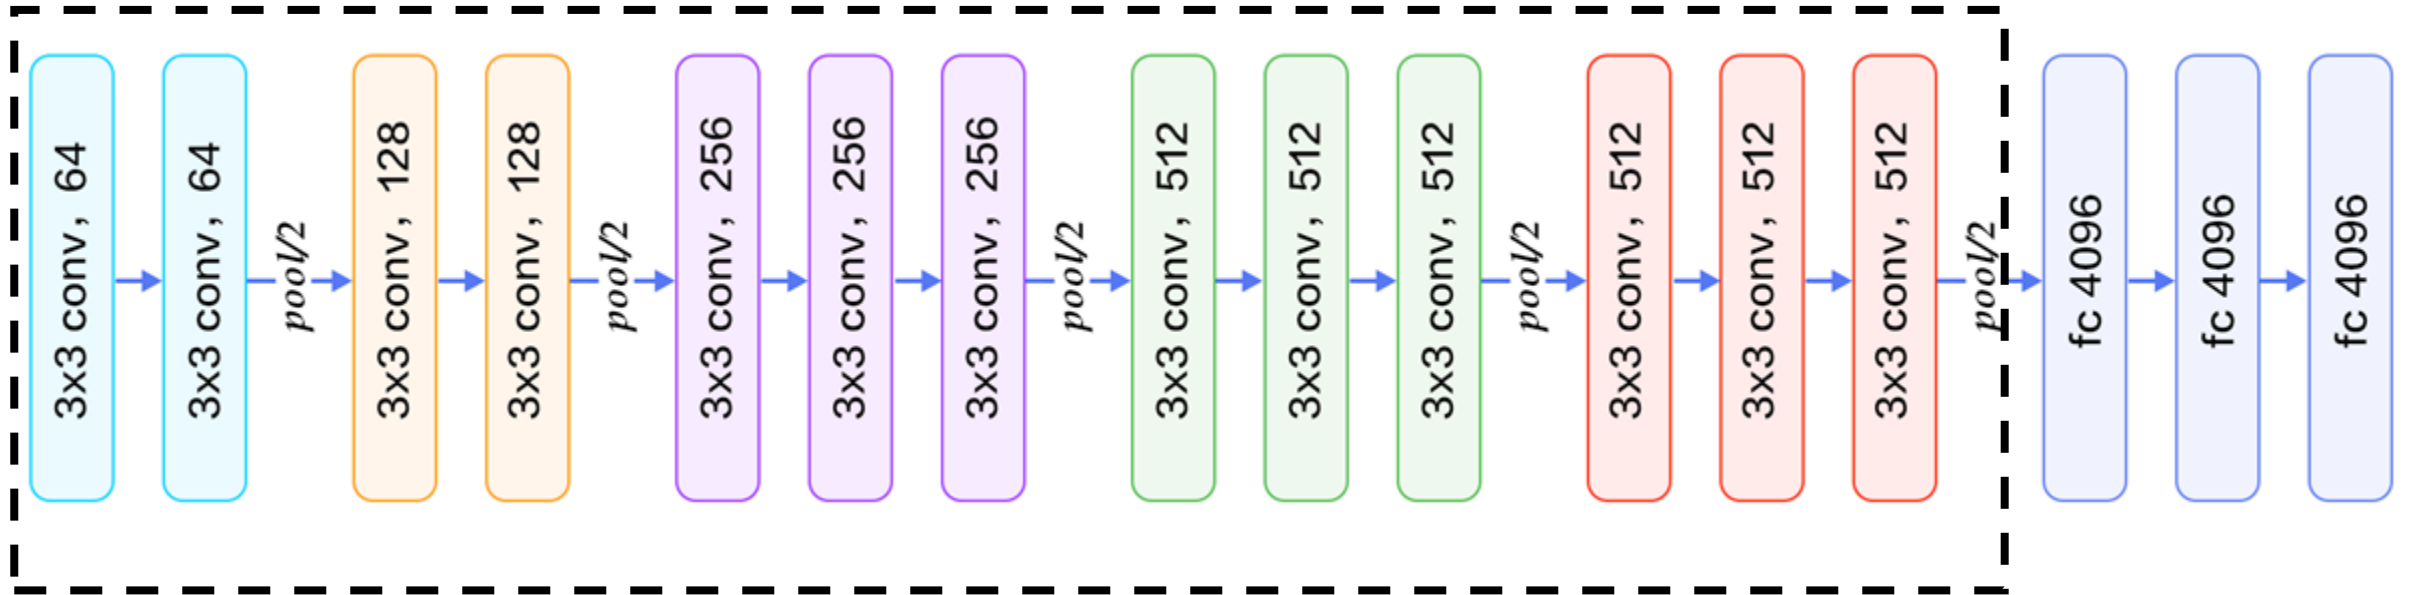 3x3 conv, 64
3x3 conv, 64
pool/2
3x3 conv, 128
3x3 conv, 128
pool/2
3x3 conv, 256
3x3 conv, 256
3x3 conv, 256
pool/2
3x3 conv, 512
3x3 conv, 512
3x3 conv, 512
pool/2
3x3 conv, 512
3x3 conv, 512
3x3 conv, 512
pool/2
fc 4096
fc 4096
fc 4096